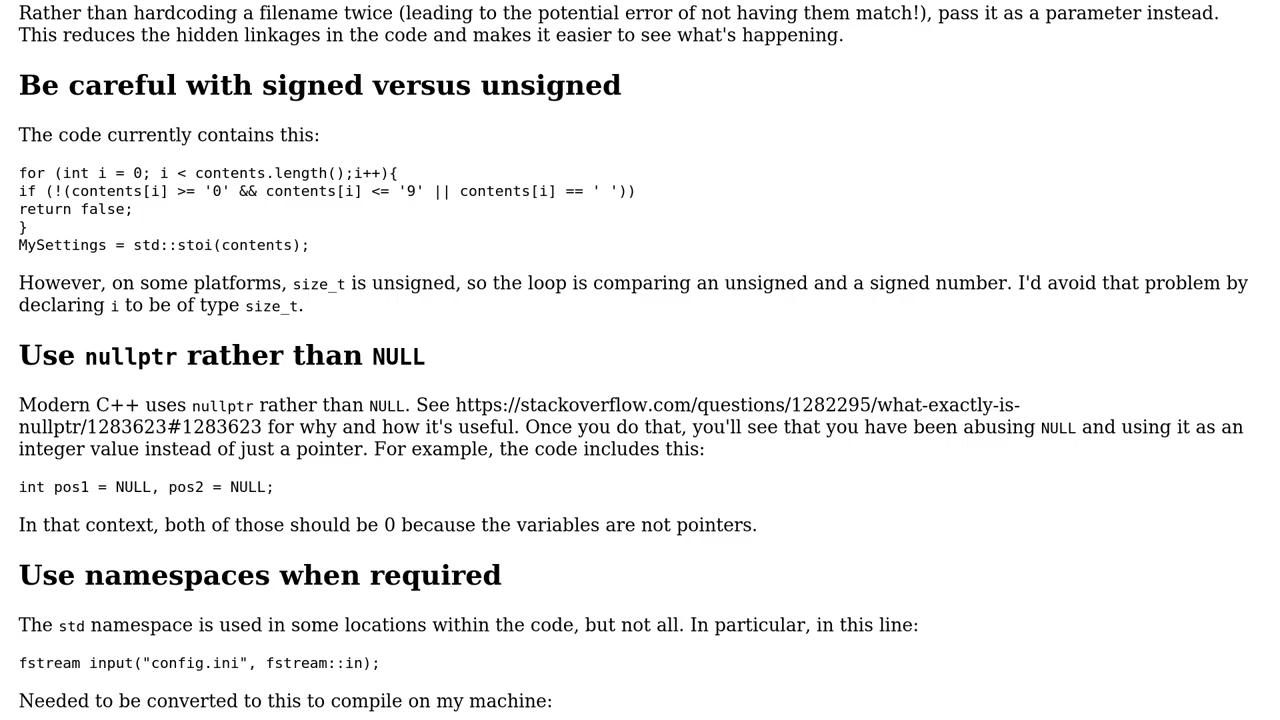 Rather than hardcoding a filename twice (leading to the potential error of not having them match!), pass it as a parameter instead.
This reduces the hidden linkages in the code and makes it easier to see what's happening.
Be careful with signed versus unsigned
The code currently contains this:
for (int i = 0; i < contents.length();i++){
if (!(contents[i] >= '0' && contents[i] <= '9' || contents[i] == ' '))
return false;
}
MySettings = std::stoi(contents);
However, on some platforms, size_t is unsigned, so the loop is comparing an unsigned and a signed number. I'd avoid that problem by
declaring i to be of type size_t.
Use nullptr rather than NULL
Modern C++ uses nullptr rather than NULL. See https://stackoverflow.com/questions/1282295/what-exactly-is-
nullptr/1283623#1283623 for why and how it's useful. Once you do that, you'll see that you have been abusing NULL and using it as an
integer value instead of just a pointer. For example, the code includes this:
int pos1 = NULL, pos2 = NULL;
In that context, both of those should be 0 because the variables are not pointers.
Use namespaces when required
The std namespace is used in some locations within the code, but not all. In particular, in this line:
fstream input("config.ini", fstream::in);
Needed to be converted to this to compile on my machine: